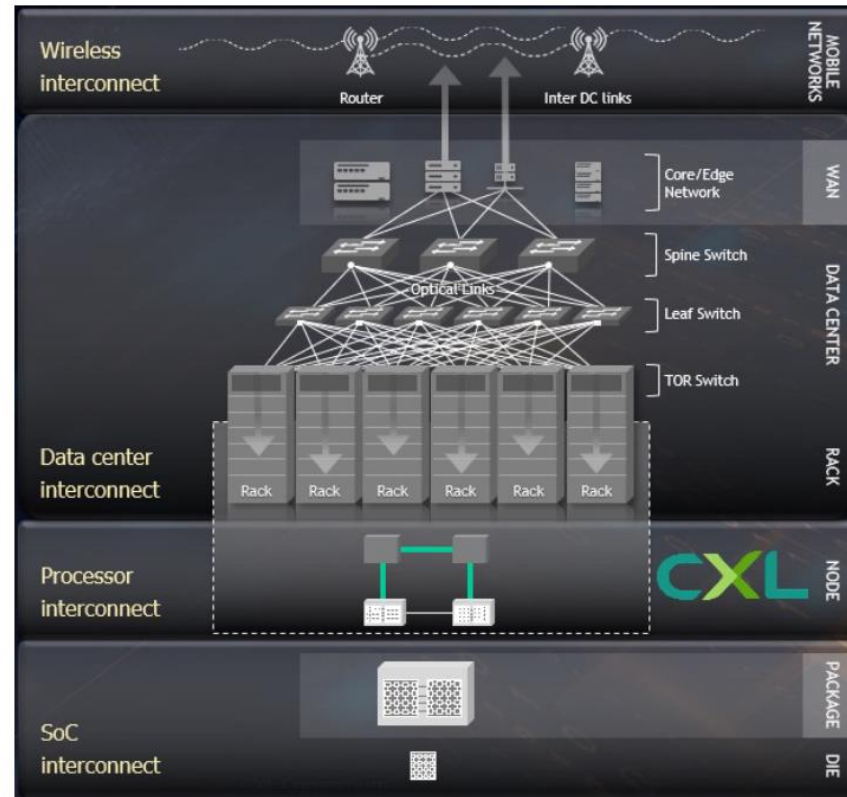 Wireless
interconnect
Router
Inter DC links
MOBILE
NETWORKS
Core/Edge
Network
WAN
Spine Switch
Optical Links
Leaf Switch
DATA CENTER
TOR Switch
Data center
interconnect
Rack
Rack
Rack
Rack
Rack
Rack
RACK
Processor
interconnect
CXL
NODE
PACKAGE
SoC
interconnect
DIE